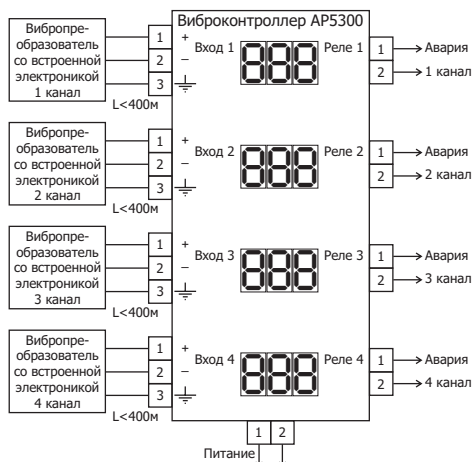 Виброконтроллер АР5300
Вибропре-
образователь
со встроенной
электроникой
1 канал
1
2
3
+
–
L<400м
Вход 1
888
Реле 1
1
2
Авария
1 канал
Вибропре-
образователь
со встроенной
электроникой
2 канал
1
2
3
+
–
L<400м
Вход 2
888
Реле 2
1
2
Авария
2 канал
Вибропре-
образователь
со встроенной
электроникой
3 канал
1
2
3
+
–
L<400м
Вход 3
888
Реле 3
1
2
Авария
3 канал
Вибропре-
образователь
со встроенной
электроникой
4 канал
1
2
3
+
–
L<400м
Вход 4
888
Реле 4
1
2
Авария
4 канал
1 2
Питание